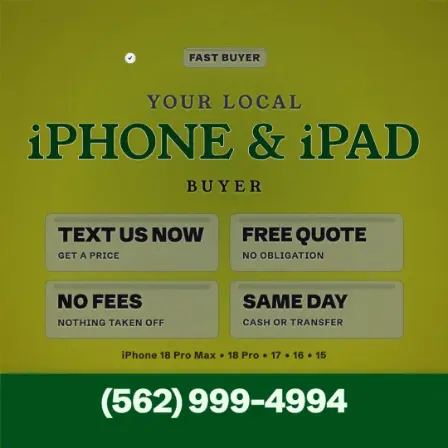 FAST BUYER
YOUR LOCAL
iPHONE & iPAD
BUYER
TEXT US NOW
GET A PRICE
FREE QUOTE
NO OBLIGATION
NO FEES
NOTHING TAKEN OFF
SAME DAY
CASH OR TRANSFER
iPhone 18 Pro Max • 18 Pro • 17 • 16 • 15
(562) 999-4994